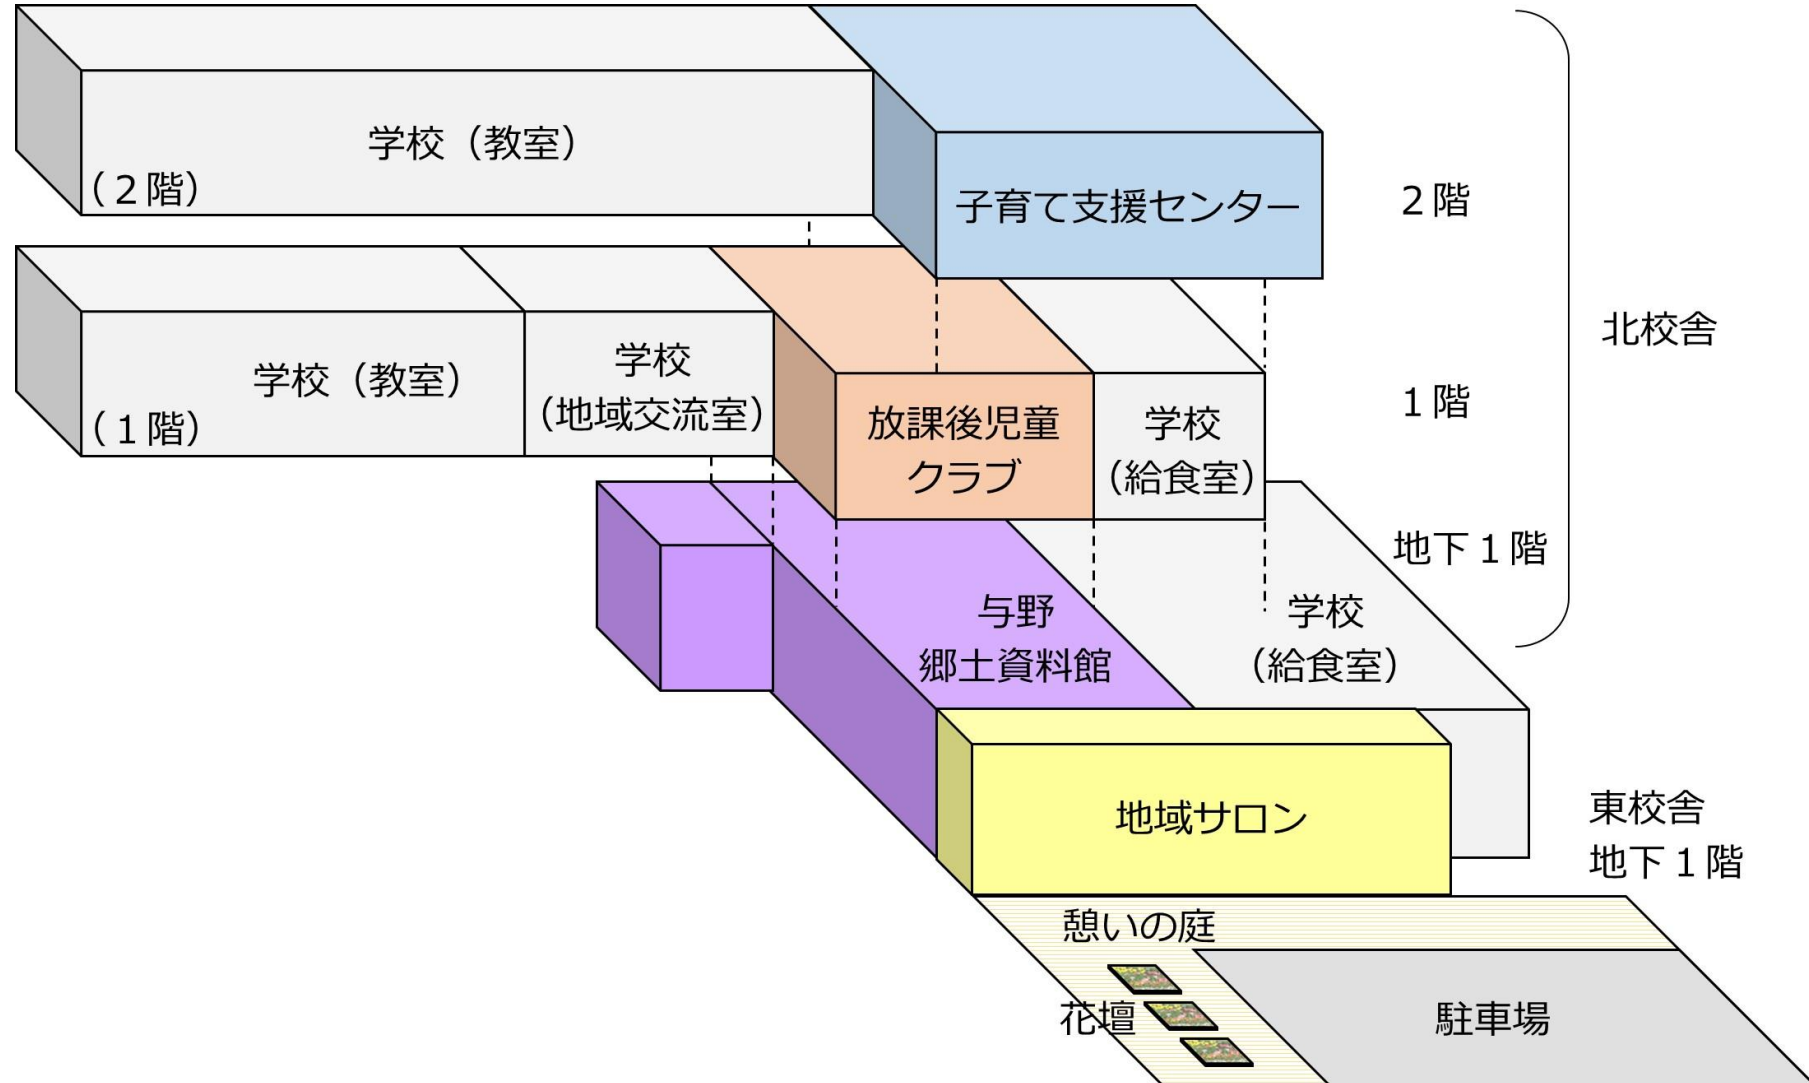 学校（教室）
（２階）
子育て支援センター
２階
北校舎
学校（教室）
（１階）
学校
（地域交流室）
放課後児童
クラブ
学校
（給食室）
１階
地下１階
与野
郷土資料館
学校
（給食室）
地域サロン
東校舎
地下１階
憩いの庭
花壇
駐車場